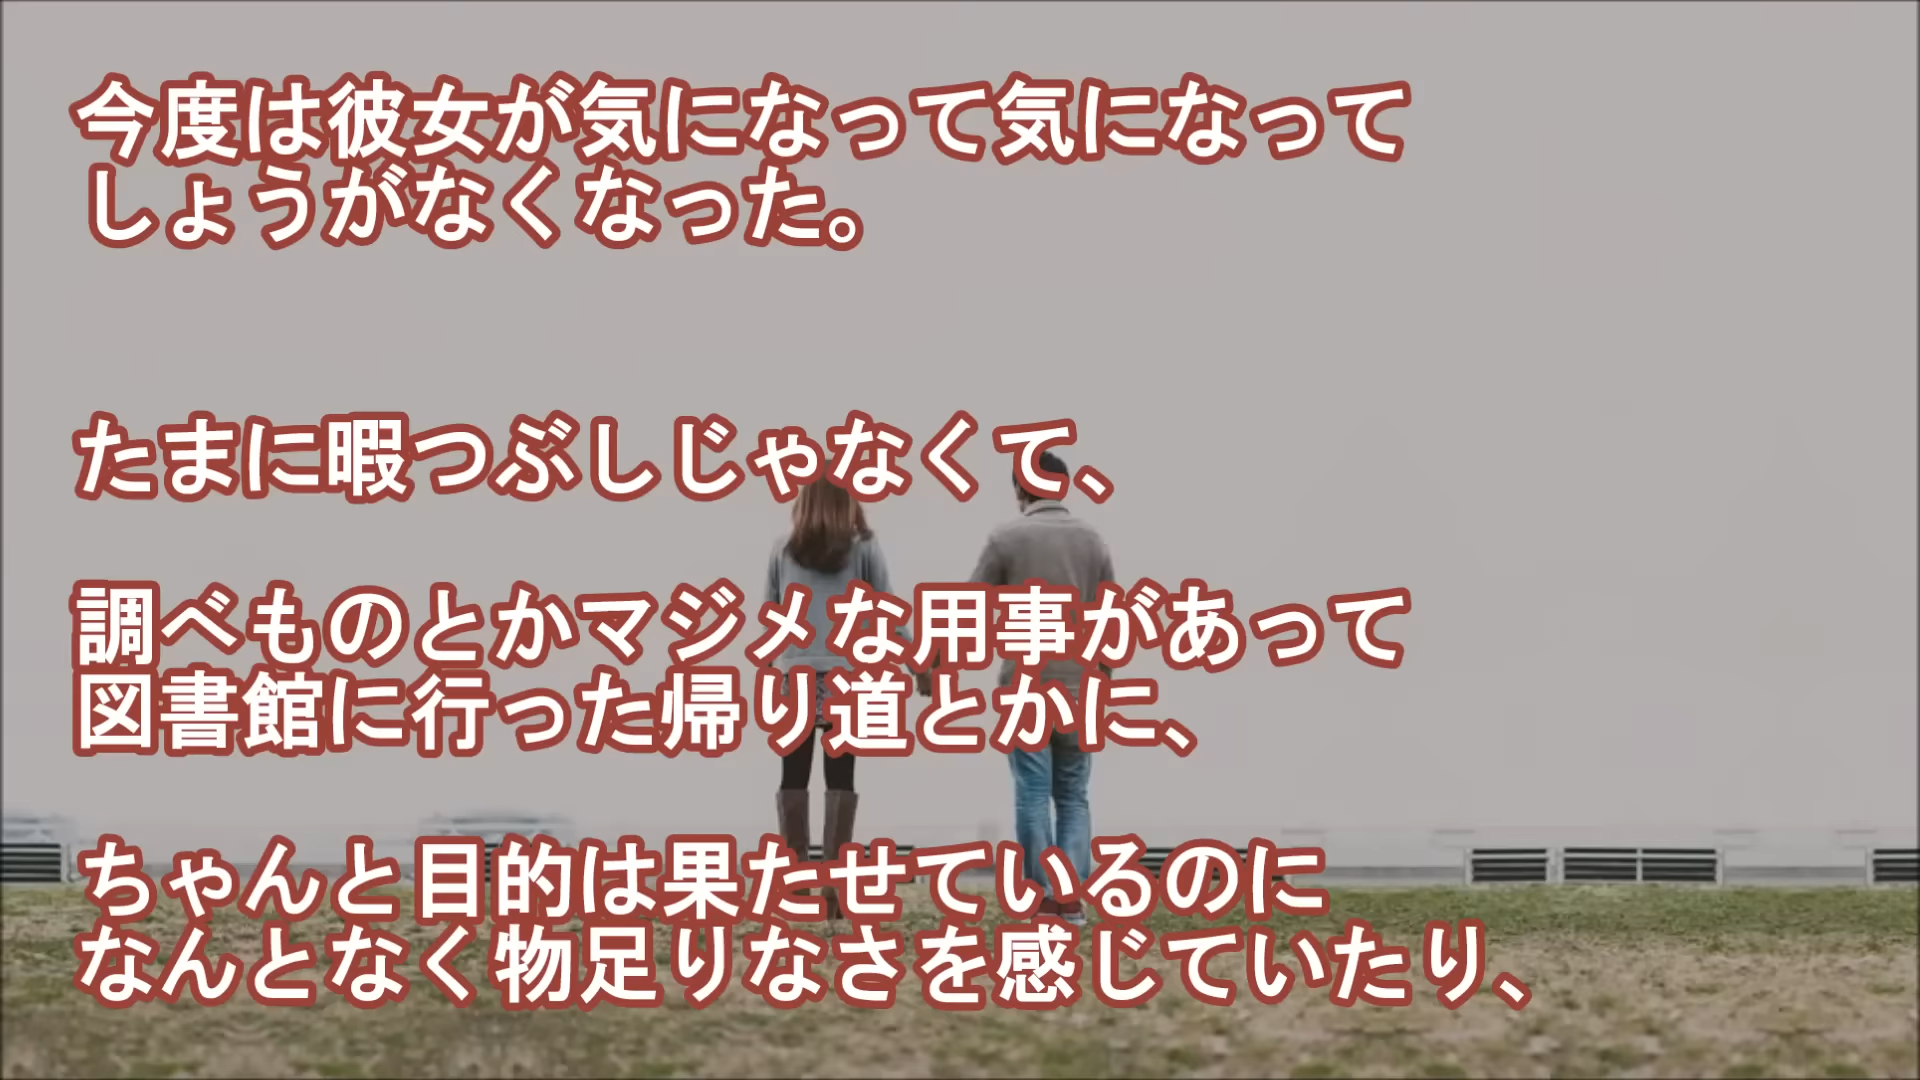 今度は彼女が気になって気になって
しょうがなくなった。
たまに暇つぶしじゃなくて、
調べものとかマジメな用事があって
図書館に行った帰り道とかに、
ちゃんと目的は果たせているのに
なんとなく物足りなさを感じていたり、